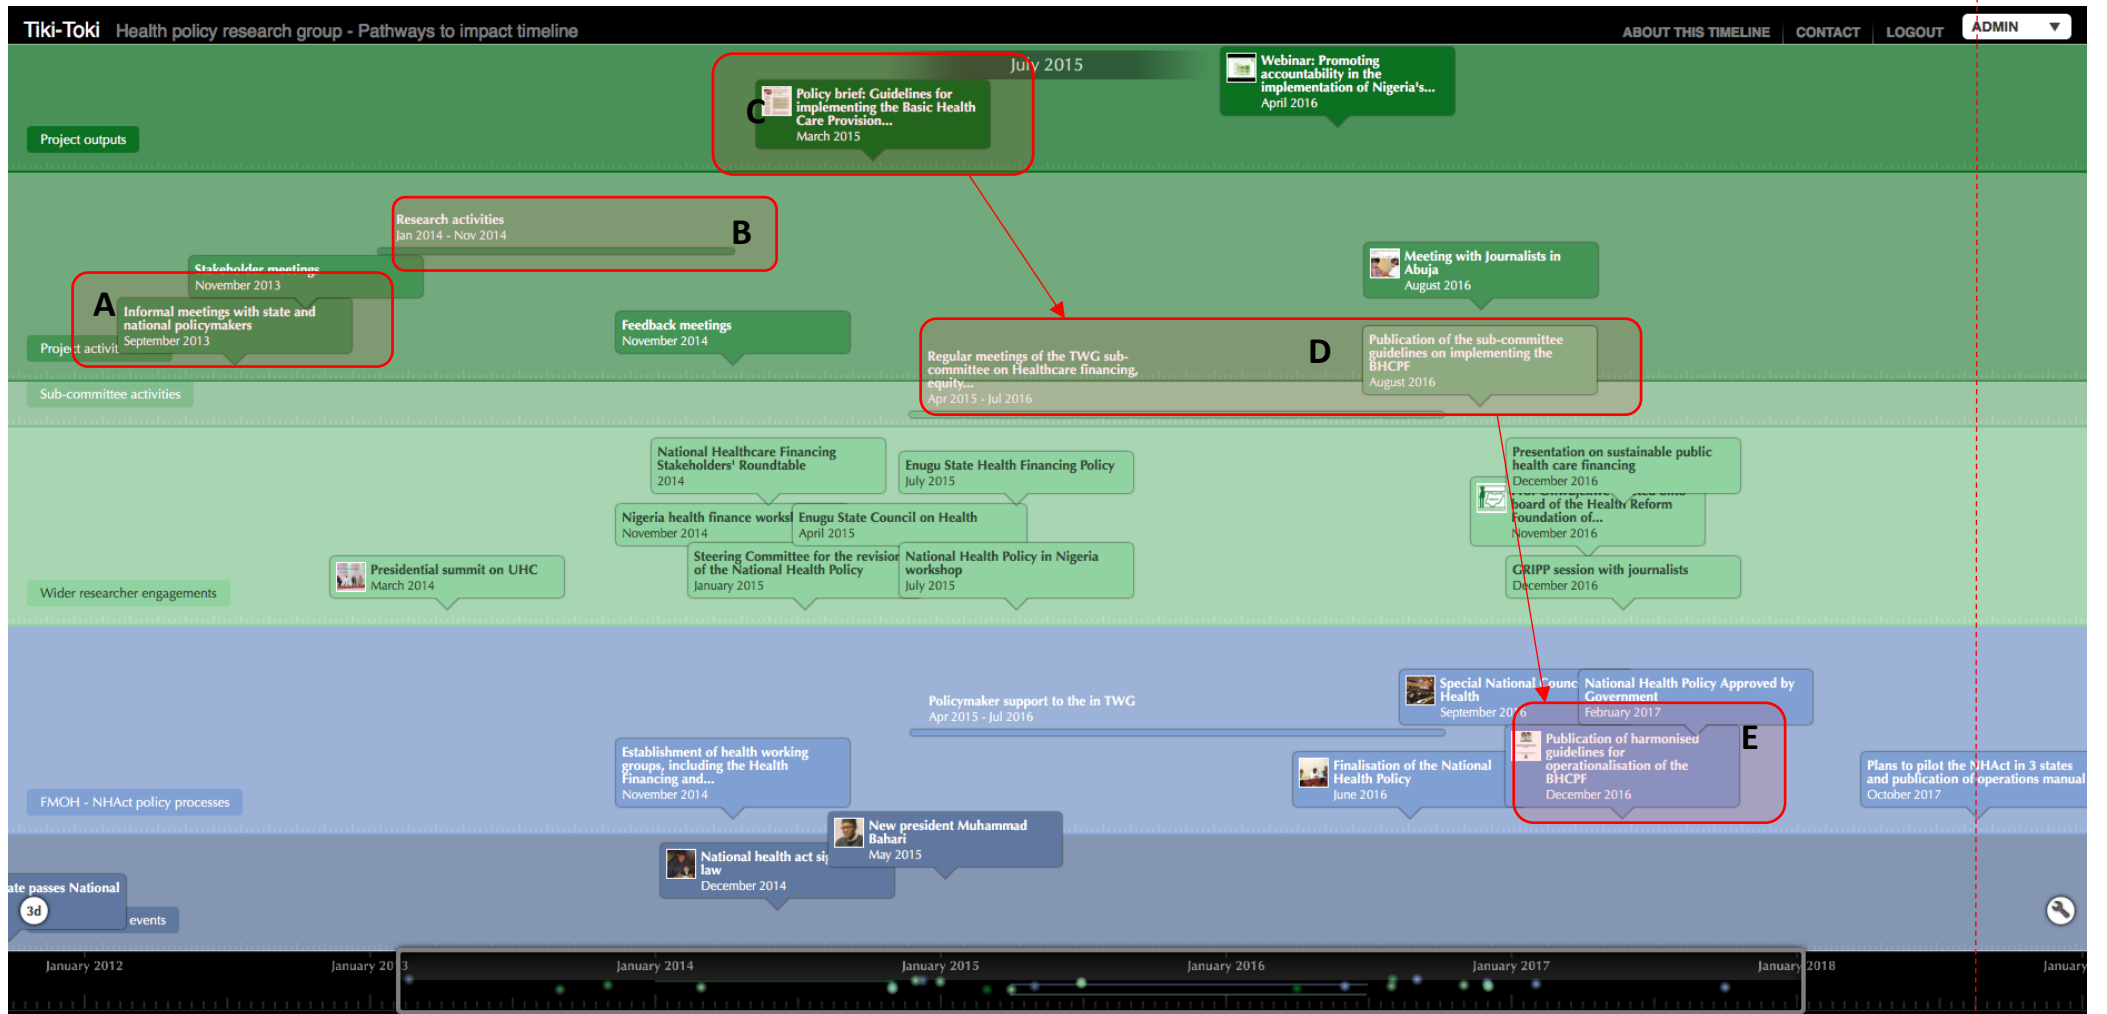 Tiki-Toki Health policy research group - Pathways to impact timeline
ABOUT THIS TIMELINE CONTACT LOGOUT ADMIN
July 2015
C
Policy brief: Guidelines for
implementing the Basic Health
Care Provision...
March 2015
Webinar: Promoting
accountability in the
implementation of Nigeria's...
April 2016
Project outputs
Research activities
Jan 2014 - Nov 2014
B
Stakeholder meetings
November 2013
A
Informal meetings with state and
national policymakers
September 2013
Project activit
Feedback meetings
November 2014
Meeting with Journalists in
Abuja
August 2016
Regular meetings of the TWG sub-
committee on Healthcare financing,
equity...
Apr 2015 - Jul 2016
D
Publication of the sub-committee
guidelines on implementing the
BHCPF
August 2016
Sub-committee activities
National Healthcare Financing
Stakeholders' Roundtable
2014
Enugu State Health Financing Policy
July 2015
Presentation on sustainable public
health care financing
December 2016
board of the Health Reform
Foundation of...
November 2016
Nigeria health finance works
November 2014
Enugu State Council on Health
April 2015
Steering Committee for the revision
of the National Health Policy
January 2015
National Health Policy in Nigeria
workshop
July 2015
Presidential summit on UHC
March 2014
GRIPP session with journalists
December 2016
Wider researcher engagements
Policymaker support to the in TWG
Apr 2015 - Jul 2016
Special National Counc
Health
September 2016
National Health Policy Approved by
Government
February 2017
Establishment of health working
groups, including the Health
Financing and...
November 2014
Finalisation of the National
Health Policy
June 2016
Publication of harmonised
guidelines for
operationalisation of the
BHCPF
December 2016
E
Plans to pilot the NHAct in 3 states
and publication of operations manual
October 2017
FMOH - NHAct policy processes
New president Muhammad
Bahari
May 2015
National health act sig
law
December 2014
ate passes National
3d
events
January 2012 January 2013 January 2014 January 2015 January 2016 January 2017 January 2018 January